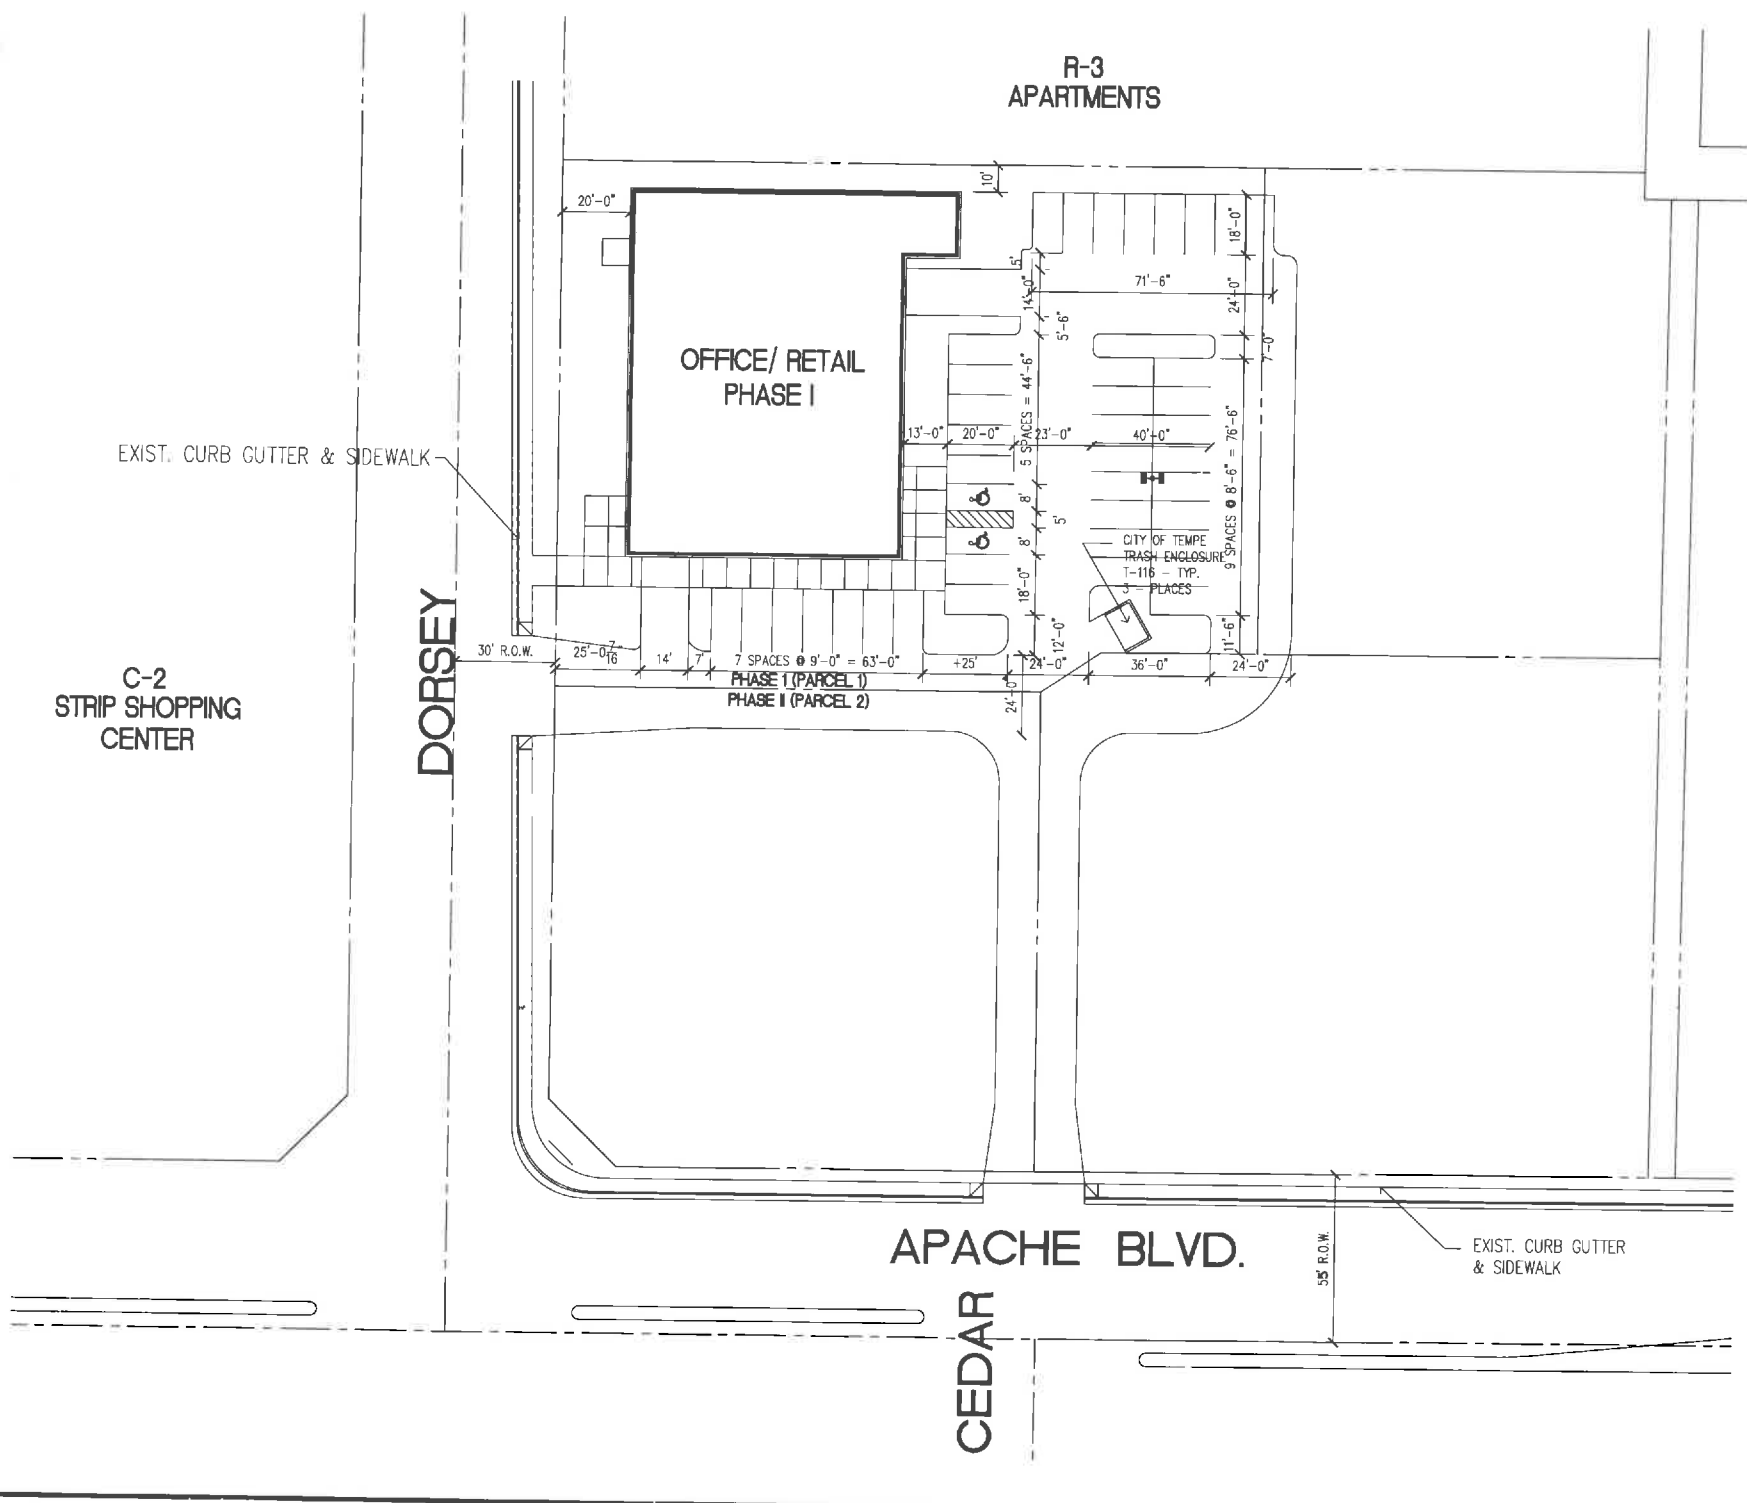 R-3
APARTMENTS
10'
20'-0"
18'-0"
5'
71'-6"
14'-0"
24'-0"
5'-6"
7'-0"
OFFICE/ RETAIL
PHASE I
5 SPACES = 44'-6"
13'-0"
20'-0"
23'-0"
40'-0"
EXIST. CURB GUTTER & SIDEWALK
9 SPACES @ 8'-6" = 76'-6"
8'
5'
8'
CITY OF TEMPE
TRASH ENCLOSURE
T-116 - TYP.
3 - PLACES
18'-0"
12'-0"
11'-6"
DORSEY
30' R.O.W.
25'-0 7/16
14'
7'
7 SPACES @ 9'-0" = 63'-0"
+25'
24'-0"
36'-0"
24'-0"
PHASE I (PARCEL 1)
PHASE II (PARCEL 2)
24'-0"
C-2
STRIP SHOPPING
CENTER
APACHE BLVD.
55' R.O.W.
EXIST. CURB GUTTER
& SIDEWALK
CEDAR